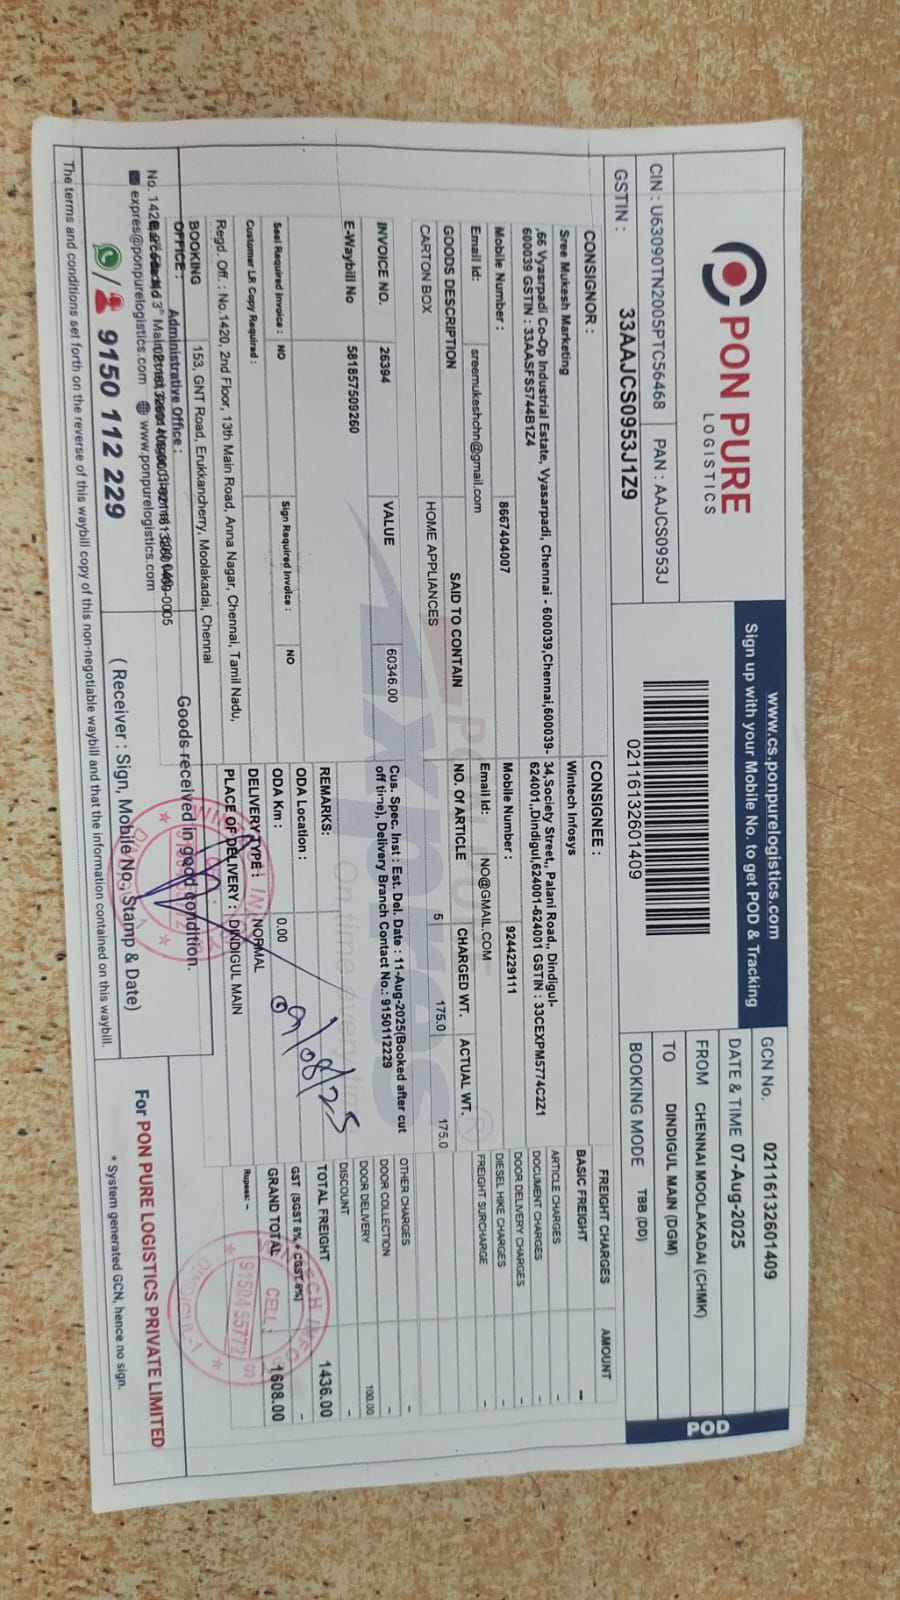 PON PURE
LOGISTICS
CIN : U63090TN2005PTC56468 PAN : AAJCS0953J
GSTIN : 33AAJCS0953J1Z9
www.cs.ponpurelogistics.com
Sign up with your Mobile No. to get POD & Tracking
02116132601409
GCN No. 02116132601409
DATE & TIME 07-Aug-2025
FROM CHENNAI MOOLAKADAI (CHMK)
TO DINDIGUL MAIN (DGM)
BOOKING MODE TBB (DD)
POD
CONSIGNOR :
Sree Mukesh Marketing
,66 Vyasrpadi Co-Op Industrial Estate, Vyasarpadi, Chennai - 600039,Chennai,600039-
600039 GSTIN : 33AASFS5744B1Z4
Mobile Number : 8667404007
Email Id: sreemukeshchn@gmail.com
CONSIGNEE :
Wintech Infosys
34,Society Street,, Palani Road,, Dindigul-
624001,,Dindigul,624001-624001 GSTIN : 33CEXPM5774C2Z1
Mobile Number : 9244229111
Email Id: NO@GMAIL.COM
GOODS DESCRIPTION SAID TO CONTAIN NO. Of ARTICLE CHARGED WT. ACTUAL WT.
CARTON BOX HOME APPLIANCES 5 175.0 175.0
INVOICE NO. 26394 VALUE 60346.00
E-Waybill No 581857509260
Cus. Spec. Inst : Est. Del. Date : 11-Aug-2025(Booked after cut
off time), Delivery Branch Contact No.: 9150112229
Seal Required Invoice : NO Sign Required Invoice : NO
Customer LR Copy Required :
REMARKS:
ODA Location :
ODA Km : 0.00
DELIVERY TYPE : NORMAL
PLACE OF DELIVERY : DINDIGUL MAIN
09/08/25
FREIGHT CHARGES AMOUNT
BASIC FREIGHT -
ARTICLE CHARGES -
DOCUMENT CHARGES -
DOOR DELIVERY CHARGES -
DIESEL HIKE CHARGES -
FREIGHT SURCHARGE -
OTHER CHARGES -
DOOR COLLECTION -
DOOR DELIVERY 100.00
DISCOUNT -
TOTAL FREIGHT 1436.00
GST (SGST 6% + CGST 6%) -
GRAND TOTAL 1608.00
Rupees: -
CELL :
91504 55772
DINDIGUL-1
Regd. Off. : No.1420, 2nd Floor, 13th Main Road, Anna Nagar, Chennai, Tamil Nadu,
BOOKING
OFFICE :
153, GNT Road, Erukkancherry, Moolakadai, Chennai
Administrative Office :
expres@ponpurelogistics.com www.ponpurelogistics.com
9150 112 229
Goods received in good condition.
( Receiver : Sign, Mobile No., Stamp & Date)
For PON PURE LOGISTICS PRIVATE LIMITED
* System generated GCN, hence no sign.
The terms and conditions set forth on the reverse of this waybill copy of this non-negotiable waybill and that the information contained on this waybill.